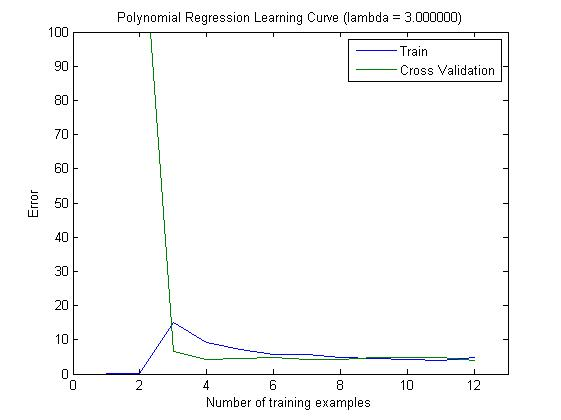 Polynomial Regression Learning Curve (lambda = 3.000000)
100
90
80
70
60
50
40
30
20
10
0
Error
Train
Cross Validation
0 2 4 6 8 10 12
Number of training examples